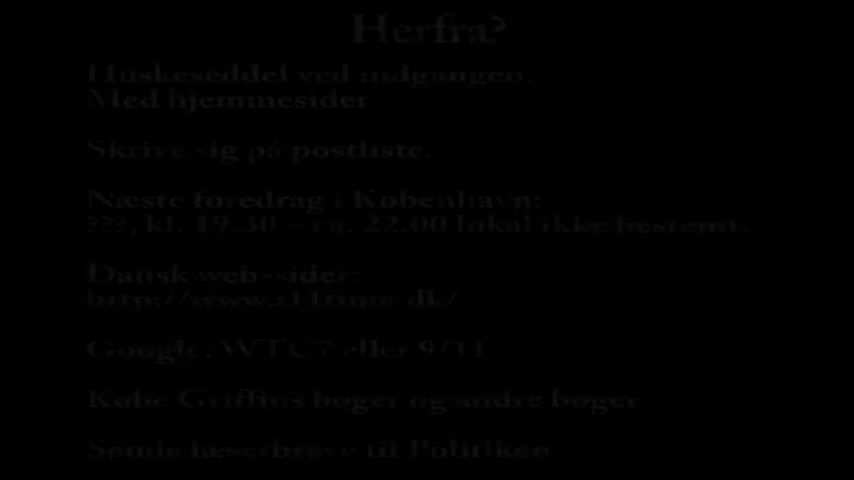 Herfra?
Huskeseddel ved indgangen.
Med hjemmesider
Skrive sig på postliste.
Næste foredrag i København:
???, kl. 19.30 – ca. 22.00 lokal ikke bestemt.
Dansk web-sider:
Google: WTC7 eller 9/11
Købe Griffins bøger og andre bøger
Sende læserbreve til Politiken